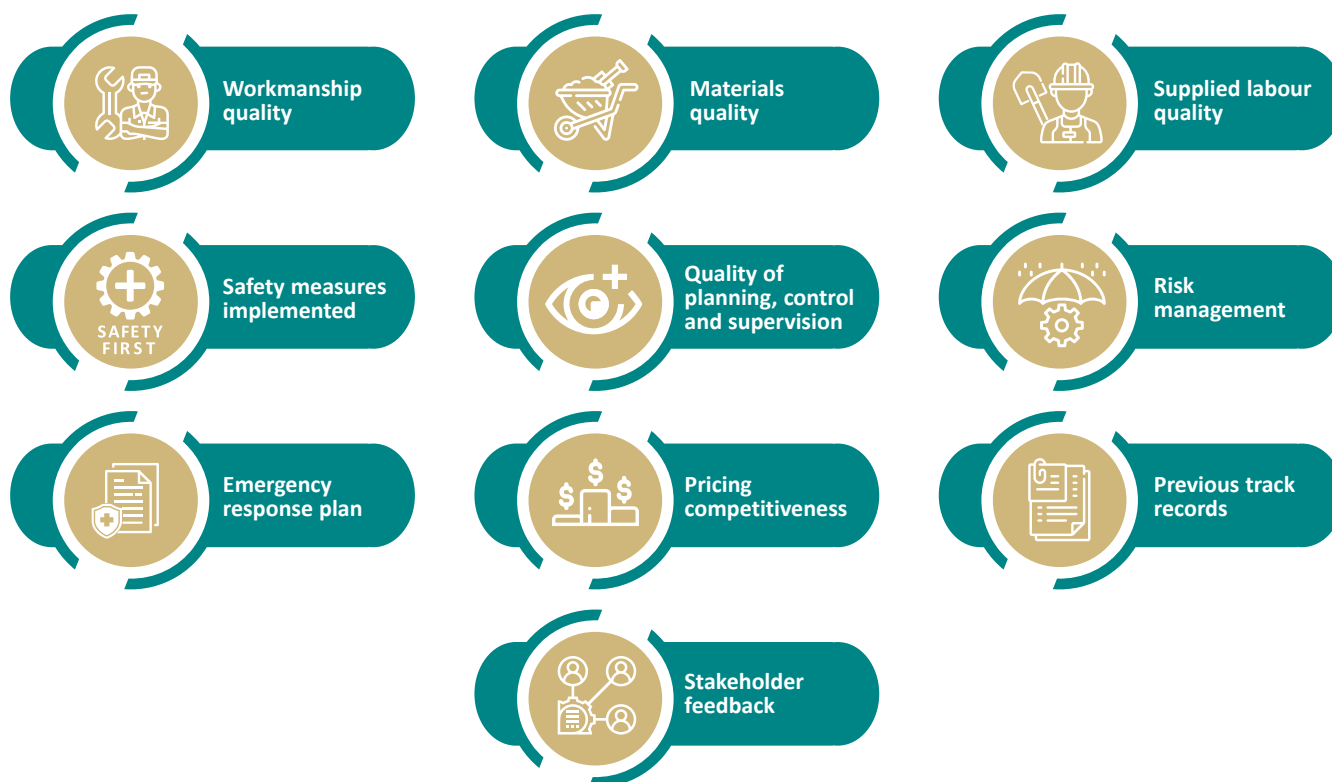 Workmanship
quality
Materials
quality
Supplied labour
quality
SAFETY
FIRST
Safety measures
implemented
Quality of
planning, control
and supervision
Risk
management
Emergency
response plan
$ $ $
Pricing
competitiveness
Previous track
records
Stakeholder
feedback